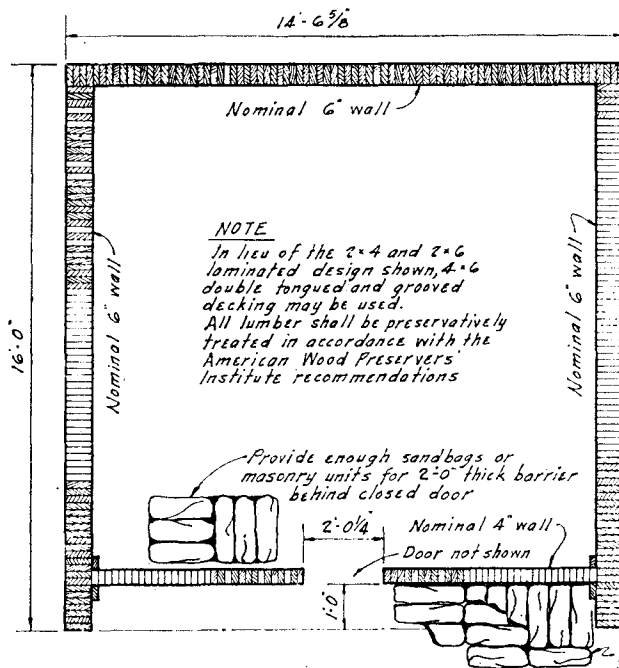 14'-6 5/8"
Nominal 6" wall
Nominal 6" wall
Nominal 6" wall
16'-0"
NOTE
In lieu of the 2×4 and 2×6
laminated design shown, 4×6
double tongued and grooved
decking may be used.
All lumber shall be preservatively
treated in accordance with the
American Wood Preservers'
Institute recommendations
Provide enough sandbags or
masonry units for 2'-0" thick barrier
behind closed door
2'-0 1/4"
Nominal 4" wall
Door not shown
1'-0"